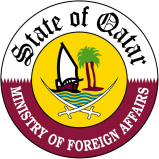 State of Qatar
MINISTRY OF FOREIGN AFFAIRS